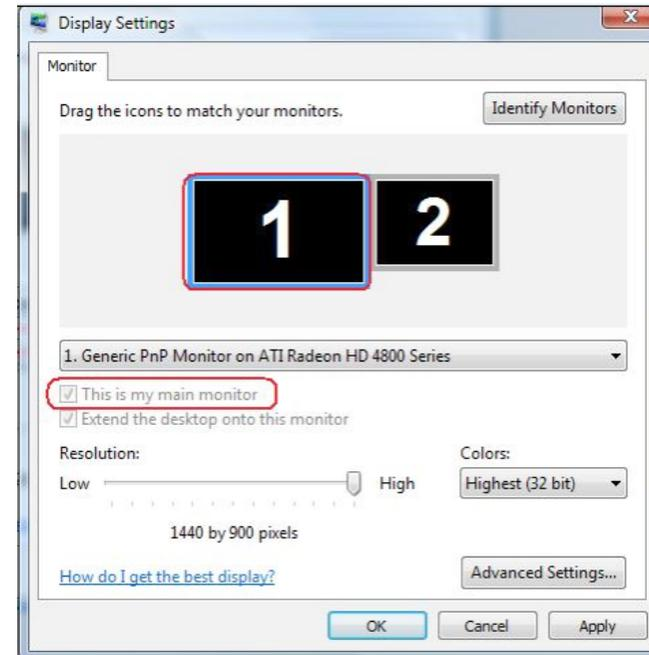 Display Settings
Monitor
Drag the icons to match your monitors.
Identify Monitors
1
2
1. Generic PnP Monitor on ATI Radeon HD 4800 Series
This is my main monitor
Extend the desktop onto this monitor
Resolution:
Colors:
Low
High
Highest (32 bit)
1440 by 900 pixels
How do I get the best display?
Advanced Settings...
OK
Cancel
Apply